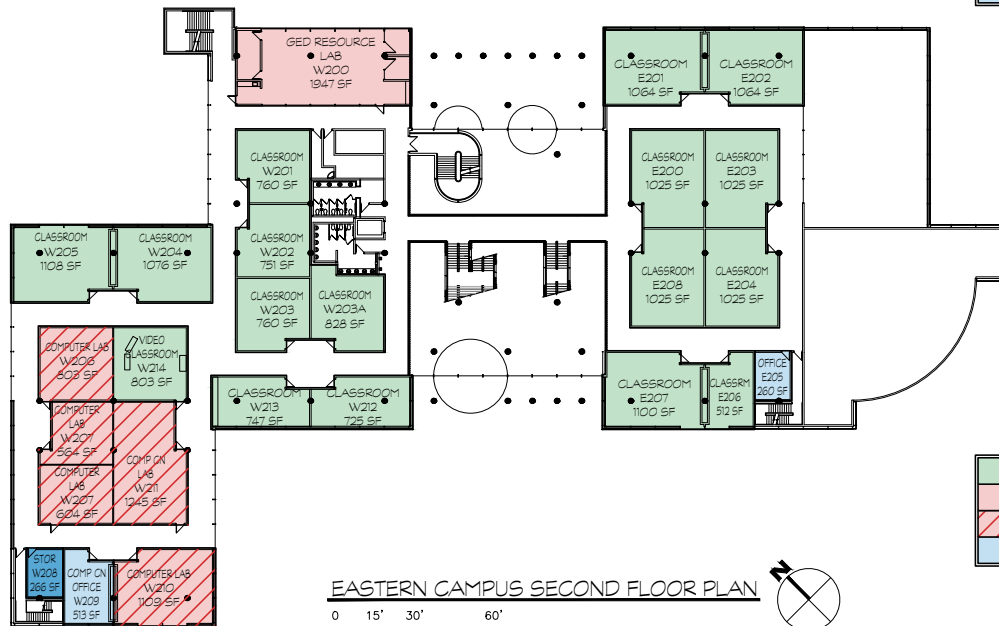 GED RESOURCE
LAB
W200
1947 SF
CLASSROOM
E201
1064 SF
CLASSROOM
E202
1064 SF
CLASSROOM
W201
760 SF
CLASSROOM
E200
1025 SF
CLASSROOM
E203
1025 SF
CLASSROOM
W205
1108 SF
CLASSROOM
W204
1076 SF
CLASSROOM
W202
751 SF
CLASSROOM
W203
760 SF
CLASSROOM
W203A
828 SF
CLASSROOM
E208
1025 SF
CLASSROOM
E204
1025 SF
COMPUTER LAB
W206
803 SF
VIDEO
CLASSROOM
W214
803 SF
CLASSROOM
W213
747 SF
CLASSROOM
W212
725 SF
CLASSROOM
E207
1100 SF
CLASSRM
E206
512 SF
OFFICE
E205
260 SF
COMPUTER
LAB
W207
564 SF
COMPUTER
LAB
W207
604 SF
COMP CN
LAB
W211
1245 SF
STOR
W208
266 SF
COMP CN
OFFICE
W209
513 SF
COMPUTER LAB
W210
1109 SF
EASTERN CAMPUS SECOND FLOOR PLAN
N
0 15' 30' 60'